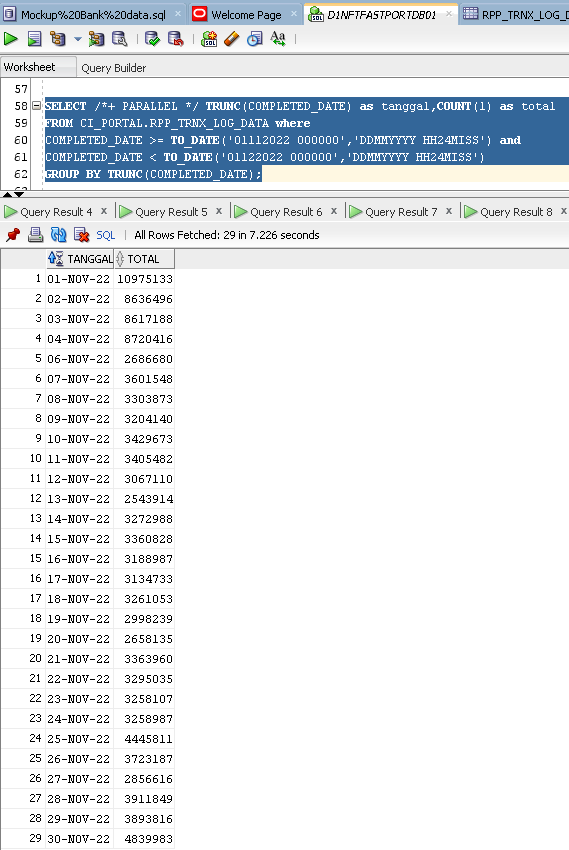 Mockup%20Bank%20data.sql × Welcome Page × D1NFTFASTPORTDB01 × RPP_TRNX_LOG_D
Worksheet Query Builder
57
58 SELECT /*+ PARALLEL */ TRUNC(COMPLETED_DATE) as tanggal,COUNT(1) as total
59 FROM CI_PORTAL.RPP_TRNX_LOG_DATA where
60 COMPLETED_DATE >= TO_DATE('01112022 000000','DDMMYYYY HH24MISS') and
61 COMPLETED_DATE < TO_DATE('01122022 000000','DDMMYYYY HH24MISS')
62 GROUP BY TRUNC(COMPLETED_DATE);
Query Result 4 × Query Result 5 × Query Result 6 × Query Result 7 × Query Result 8 ×
SQL | All Rows Fetched: 29 in 7.226 seconds
TANGGAL TOTAL
1 01-NOV-22 10975133
2 02-NOV-22 8636496
3 03-NOV-22 8617188
4 04-NOV-22 8720416
5 06-NOV-22 2686680
6 07-NOV-22 3601548
7 08-NOV-22 3303873
8 09-NOV-22 3204140
9 10-NOV-22 3429673
10 11-NOV-22 3405482
11 12-NOV-22 3067110
12 13-NOV-22 2543914
13 14-NOV-22 3272988
14 15-NOV-22 3360828
15 16-NOV-22 3188987
16 17-NOV-22 3134733
17 18-NOV-22 3261053
18 19-NOV-22 2998239
19 20-NOV-22 2658135
20 21-NOV-22 3363960
21 22-NOV-22 3295035
22 23-NOV-22 3258107
23 24-NOV-22 3258987
24 25-NOV-22 4445811
25 26-NOV-22 3723187
26 27-NOV-22 2856616
27 28-NOV-22 3911849
28 29-NOV-22 3893816
29 30-NOV-22 4839983